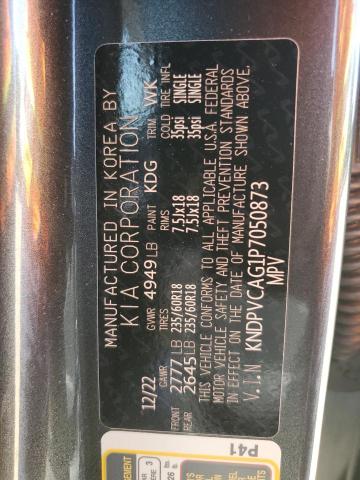 MANUFACTURED IN KOREA BY
KIA CORPORATION
12/22 GVWR 4949 LB PAINT KDG TRIM WK
GAWR TIRES RIMS COLD TIRE INFL
FRONT 2777 LB 235/60R18 7.5JX18 35psi SINGLE
REAR 2645 LB 235/60R18 7.5JX18 35psi SINGLE
THIS VEHICLE CONFORMS TO ALL APPLICABLE U.S.A. FEDERAL
MOTOR VEHICLE SAFETY AND THEFT PREVENTION STANDARDS
IN EFFECT ON THE DATE OF MANUFACTURE SHOWN ABOVE.
V.I.N KNDPYCAG1P7050873
MPV
P41
3
26